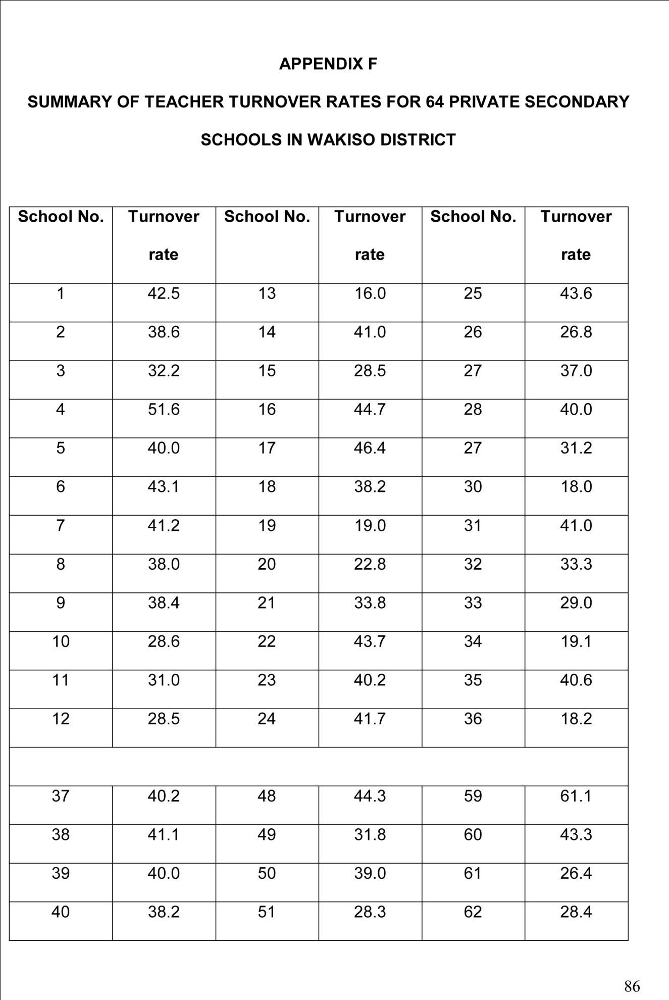 APPENDIX F
SUMMARY OF TEACHER TURNOVER RATES FOR 64 PRIVATE SECONDARY
SCHOOLS IN WAKISO DISTRICT
School No. Turnover School No. Turnover School No. Turnover
rate rate rate
1 42.5 13 16.0 25 43.6
2 38.6 14 41.0 26 26.8
3 32.2 15 28.5 27 37.0
4 51.6 16 44.7 28 40.0
5 40.0 17 46.4 27 31.2
6 43.1 18 38.2 30 18.0
7 41.2 19 19.0 31 41.0
8 38.0 20 22.8 32 33.3
9 38.4 21 33.8 33 29.0
10 28.6 22 43.7 34 19.1
11 31.0 23 40.2 35 40.6
12 28.5 24 41.7 36 18.2
37 40.2 48 44.3 59 61.1
38 41.1 49 31.8 60 43.3
39 40.0 50 39.0 61 26.4
40 38.2 51 28.3 62 28.4
86